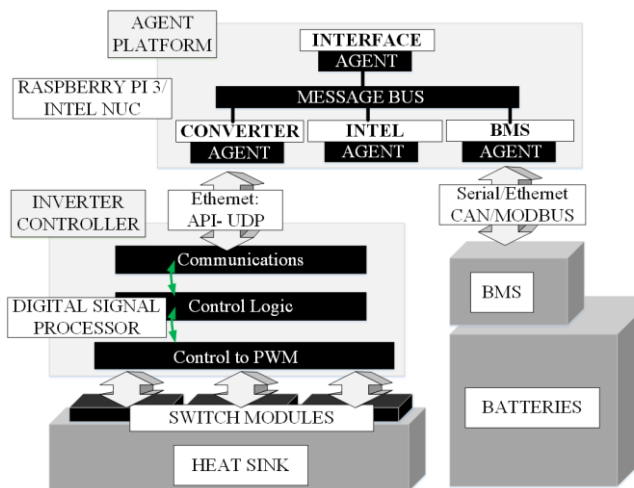 AGENT
PLATFORM
INTERFACE
AGENT
RASPBERRY PI 3/
INTEL NUC
MESSAGE BUS
CONVERTER
AGENT
INTEL
AGENT
BMS
AGENT
INVERTER
CONTROLLER
Ethernet:
API- UDP
Serial/Ethernet
CAN/MODBUS
Communications
BMS
DIGITAL SIGNAL
PROCESSOR
Control Logic
Control to PWM
SWITCH MODULES
BATTERIES
HEAT SINK